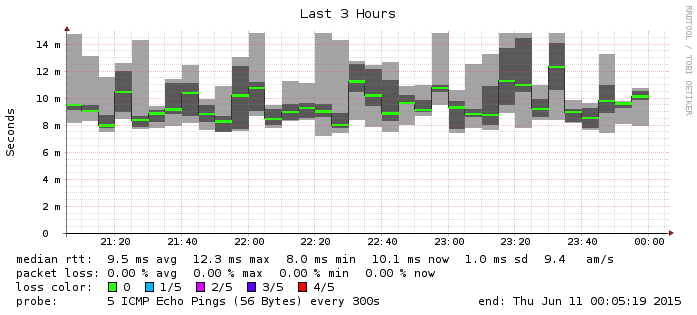 Last 3 Hours
RRDTOOL / TOBI OETIKER
Seconds
14 m
12 m
10 m
8 m
6 m
4 m
2 m
0
21:20 21:40 22:00 22:20 22:40 23:00 23:20 23:40 00:00
median rtt: 9.5 ms avg 12.3 ms max 8.0 ms min 10.1 ms now 1.0 ms sd 9.4 am/s
packet loss: 0.00 % avg 0.00 % max 0.00 % min 0.00 % now
loss color: 0 1/5 2/5 3/5 4/5
probe: 5 ICMP Echo Pings (56 Bytes) every 300s end: Thu Jun 11 00:05:19 2015